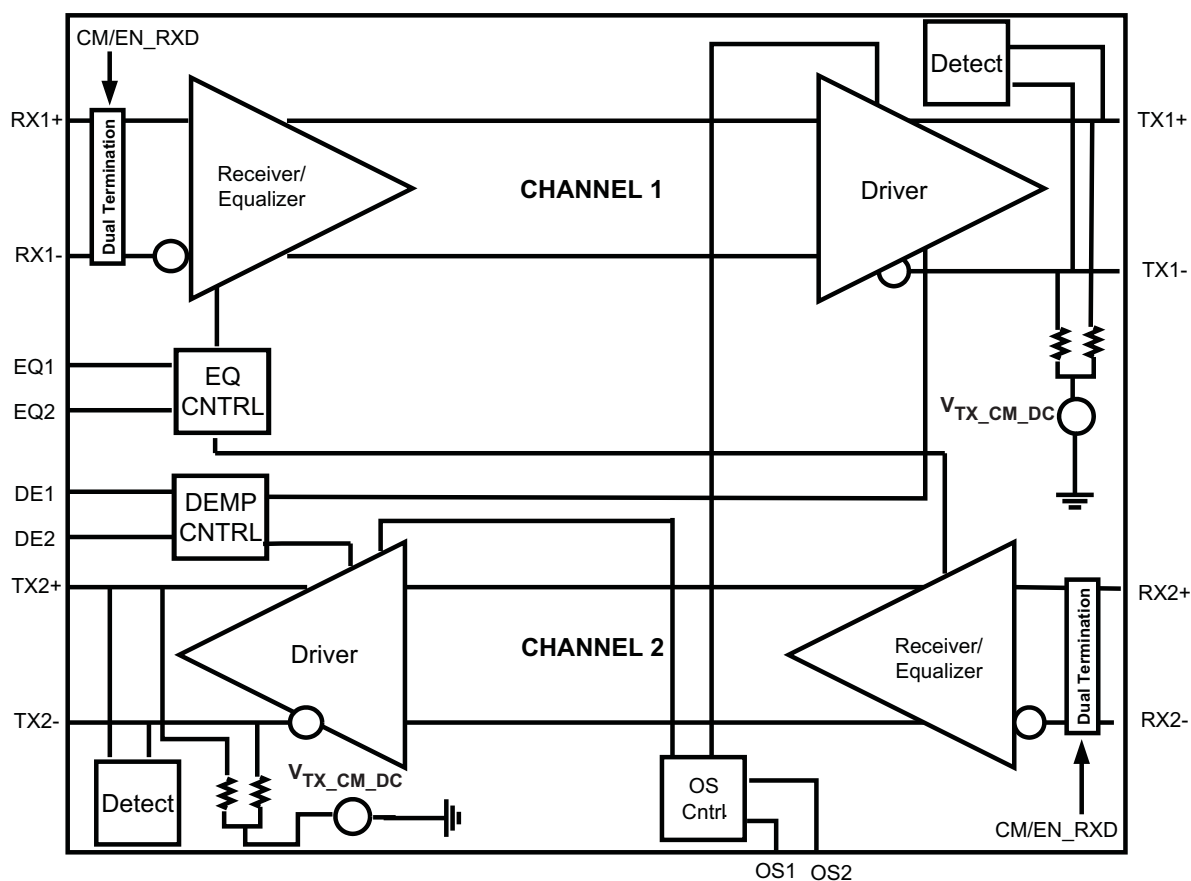 CM/EN_RXD
Detect
RX1+
TX1+
Dual Termination
Receiver/
Equalizer
CHANNEL 1
Driver
RX1-
TX1-
EQ1
EQ
CNTRL
EQ2
VTX_CM_DC
DE1
DEMP
CNTRL
DE2
TX2+
RX2+
Driver
CHANNEL 2
Receiver/
Equalizer
Dual Termination
TX2-
RX2-
Detect
VTX_CM_DC
OS
Cntrl.
CM/EN_RXD
OS1
OS2